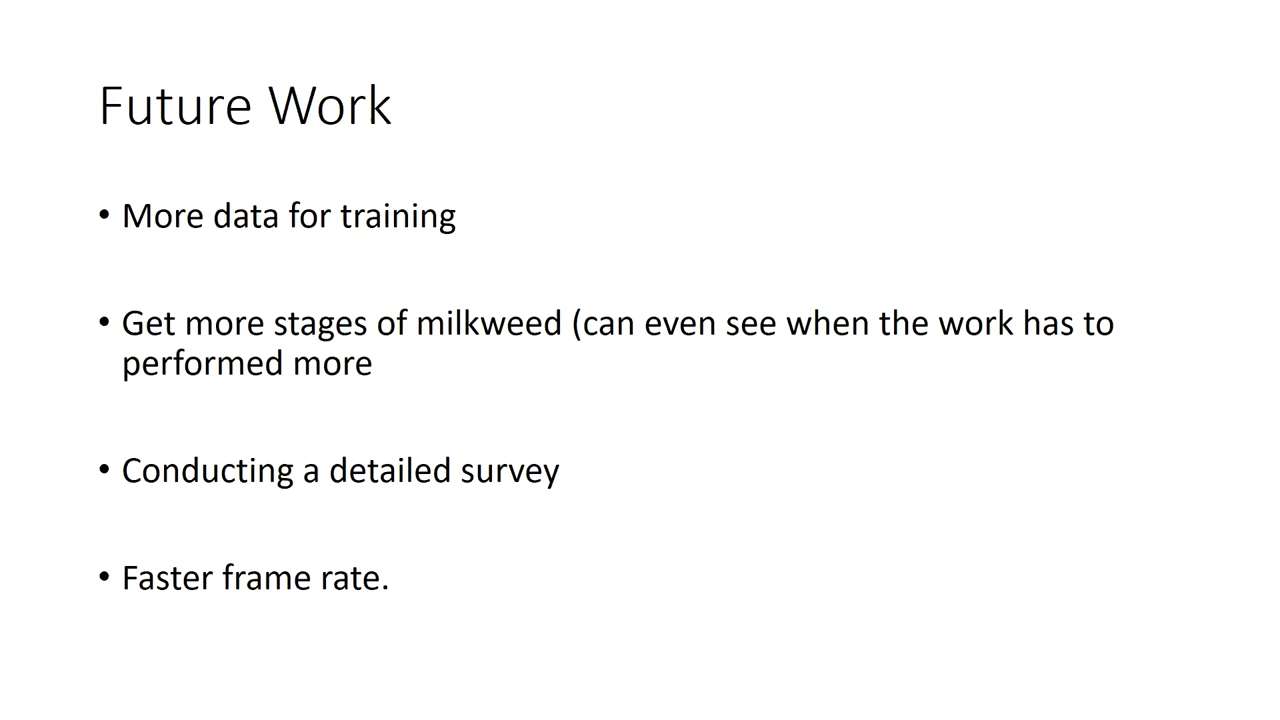 Future Work
• More data for training
• Get more stages of milkweed (can even see when the work has to
performed more
• Conducting a detailed survey
• Faster frame rate.